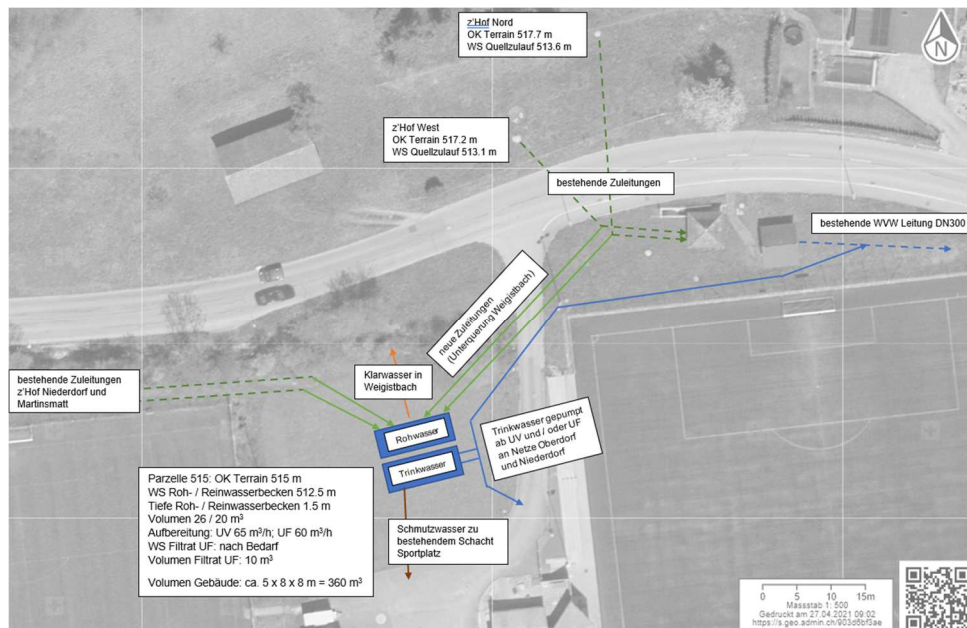 z'Hof Nord
OK Terrain 517.7 m
WS Quellzulauf 513.6 m
N
z'Hof West
OK Terrain 517.2 m
WS Quellzulauf 513.1 m
bestehende Zuleitungen
bestehende WVW Leitung DN300
neue Zuleitungen
(Unterquerung Weigistbach)
bestehende Zuleitungen
z'Hof Niederdorf und
Martinsmatt
Klarwasser in
Weigistbach
Rohwasser
Trinkwasser
Trinkwasser gepumpt
ab UV und / oder UF
an Netze Oberdorf
und Niederdorf
Parzelle 515: OK Terrain 515 m
WS Roh- / Reinwasserbecken 512.5 m
Tiefe Roh- / Reinwasserbecken 1.5 m
Volumen 26 / 20 m³
Aufbereitung: UV 65 m³/h; UF 60 m³/h
WS Filtrat UF: nach Bedarf
Volumen Filtrat UF: 10 m³
Volumen Gebäude: ca. 5 x 8 x 8 m = 360 m³
Schmutzwasser zu
bestehendem Schacht
Sportplatz
0 5 10 15m
Massstab 1: 500
Gedruckt am 27.04.2021 09:02
https://s.geo.admin.ch/903d6bf3ae